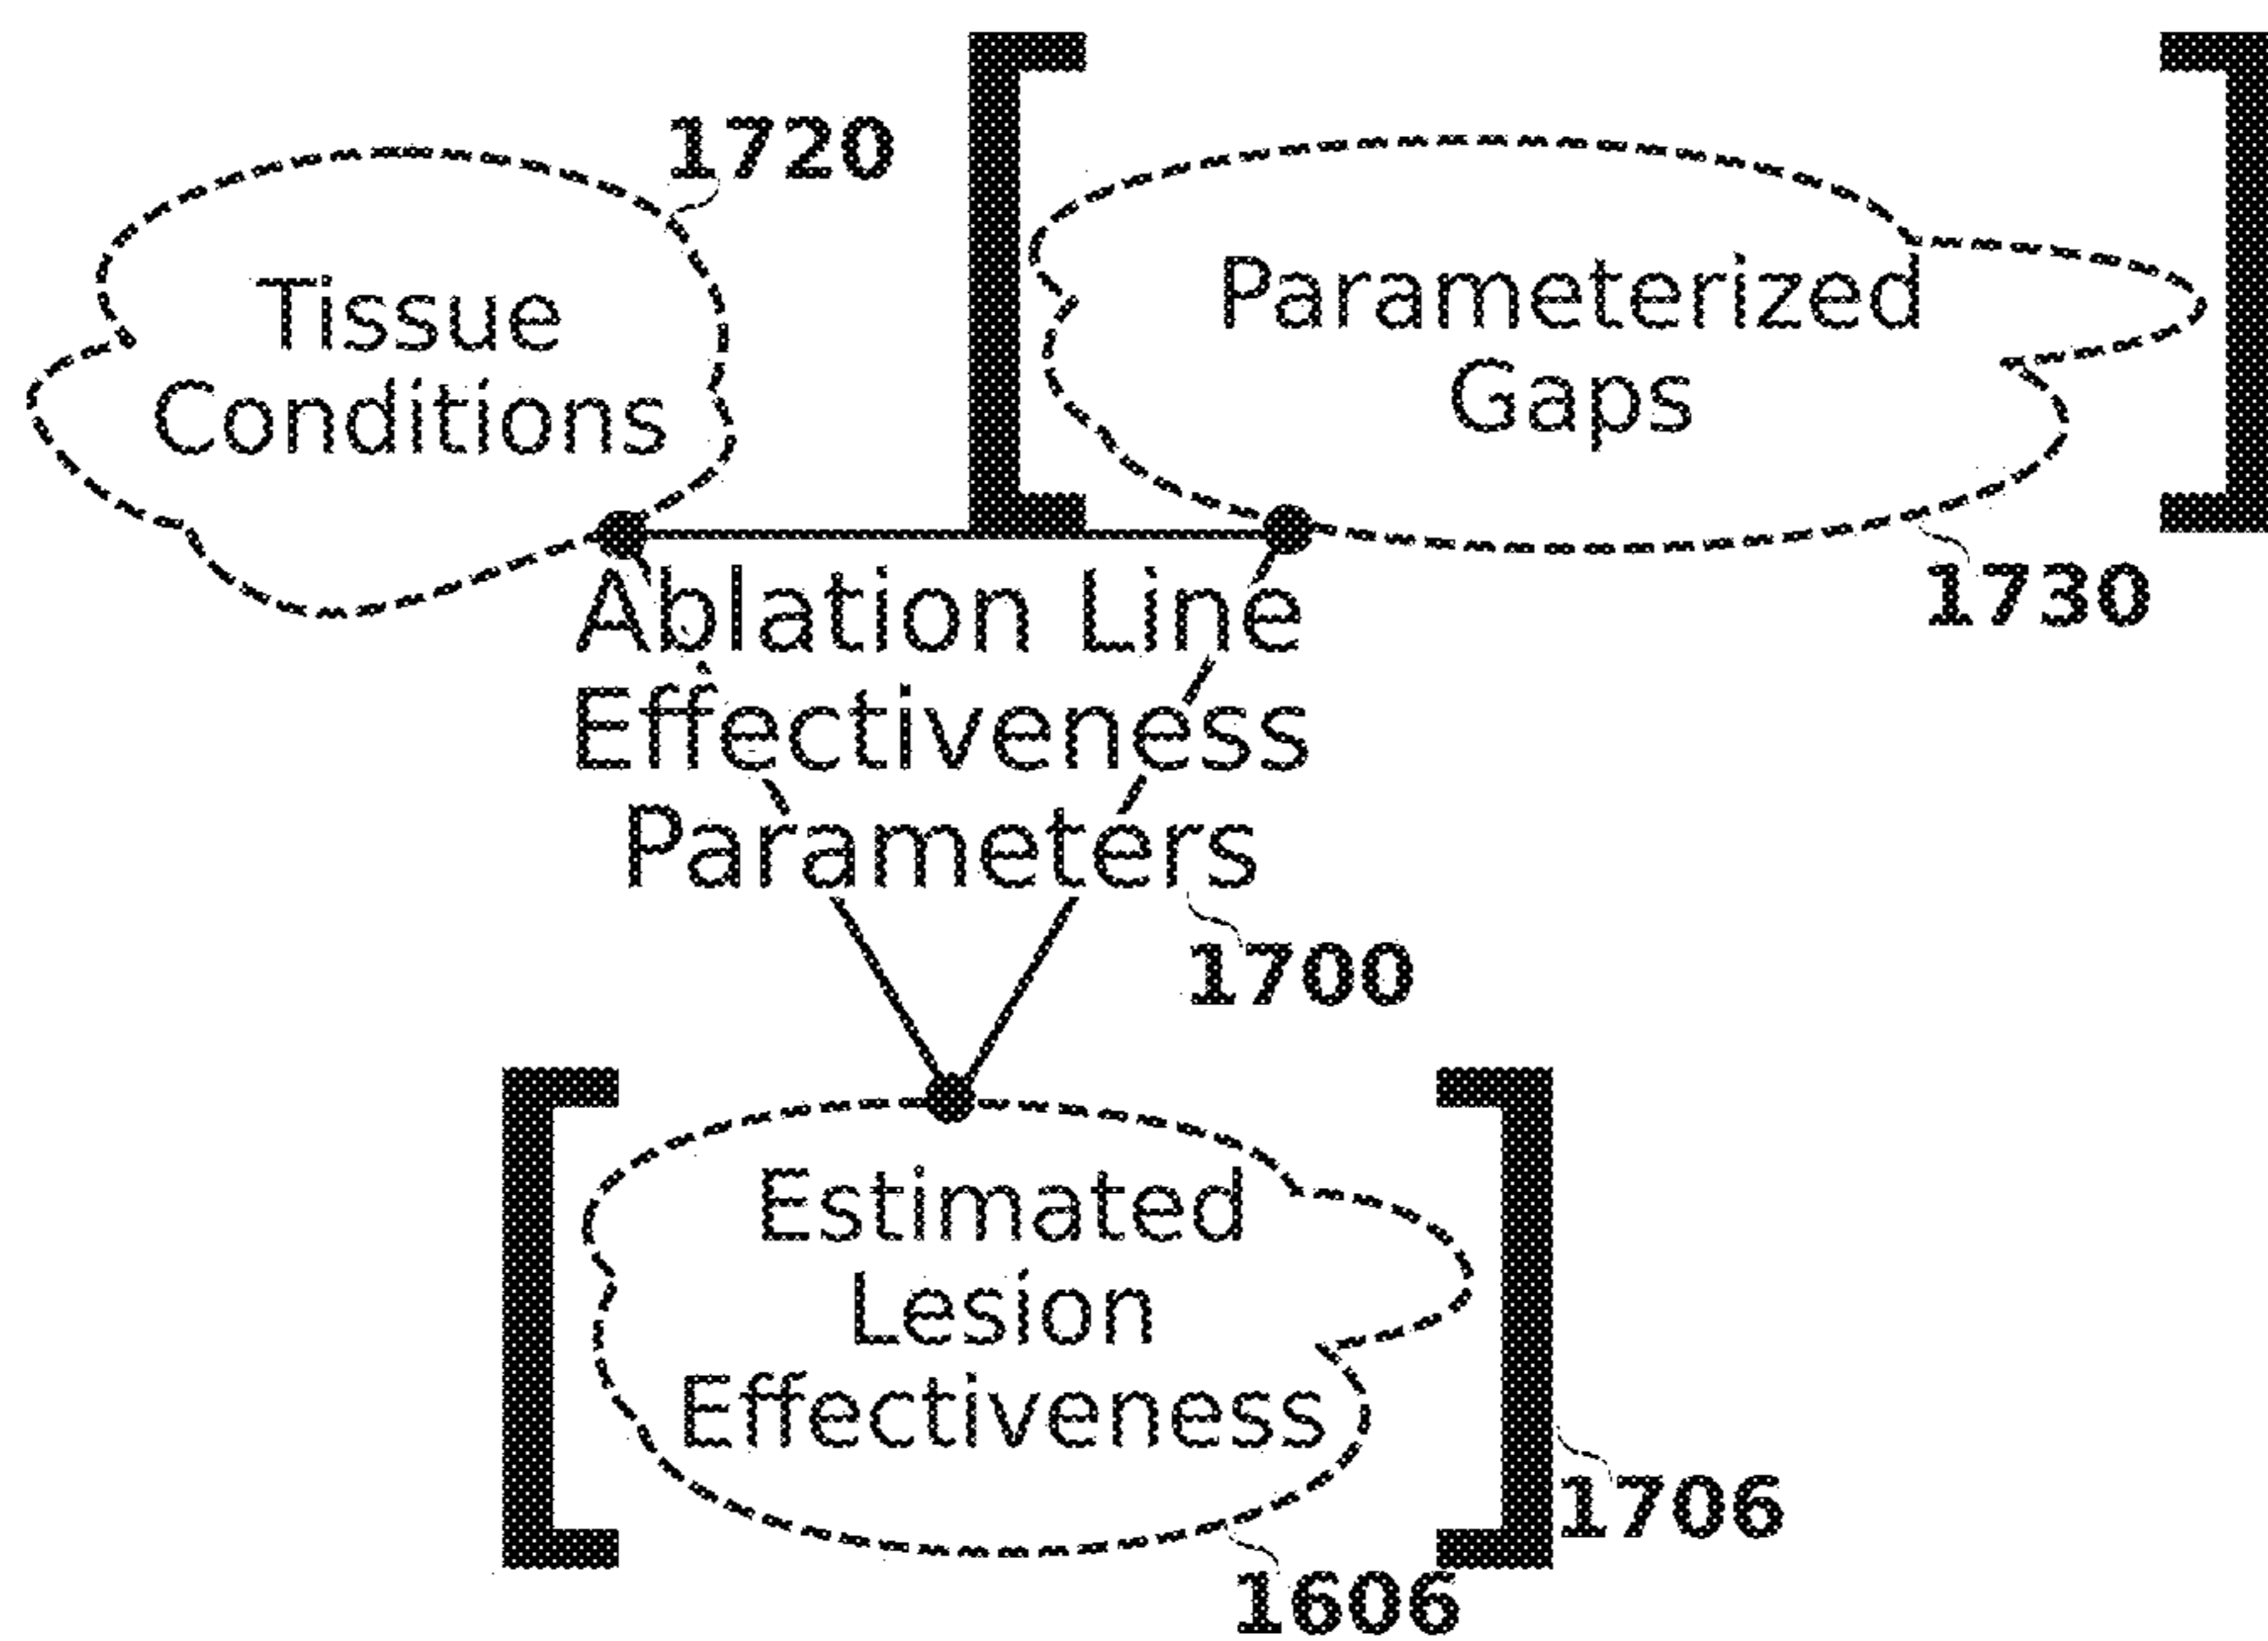 1720
Tissue
Conditions
Parameterized
Gaps
1730
Ablation Line
Effectiveness
Parameters
1700
Estimated
Lesion
Effectiveness
1706
1606